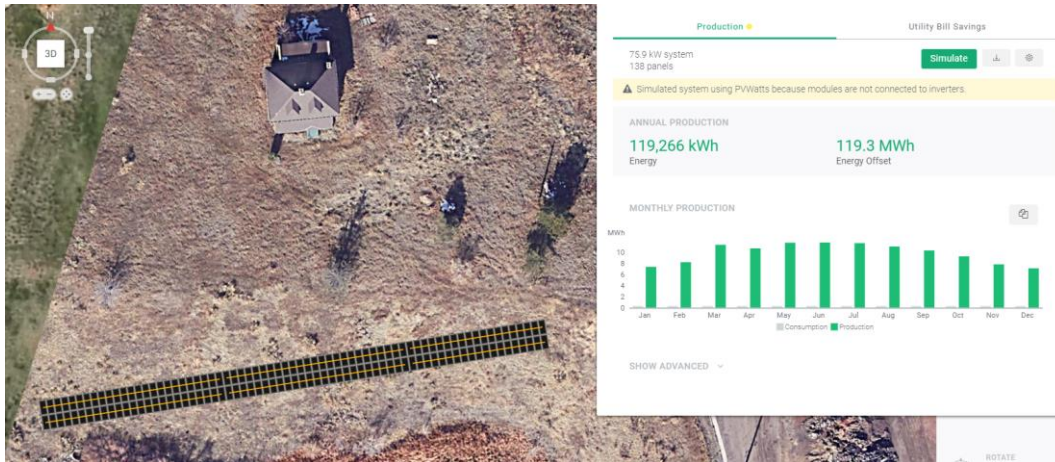 N
3D
Production
Utility Bill Savings
75.9 kW system
138 panels
Simulate
Simulated system using PVWatts because modules are not connected to inverters.
ANNUAL PRODUCTION
119,266 kWh
Energy
119.3 MWh
Energy Offset
MONTHLY PRODUCTION
MWh
10
8
6
4
2
0
Jan Feb Mar Apr May Jun Jul Aug Sep Oct Nov Dec
Consumption Production
SHOW ADVANCED
ROTATE